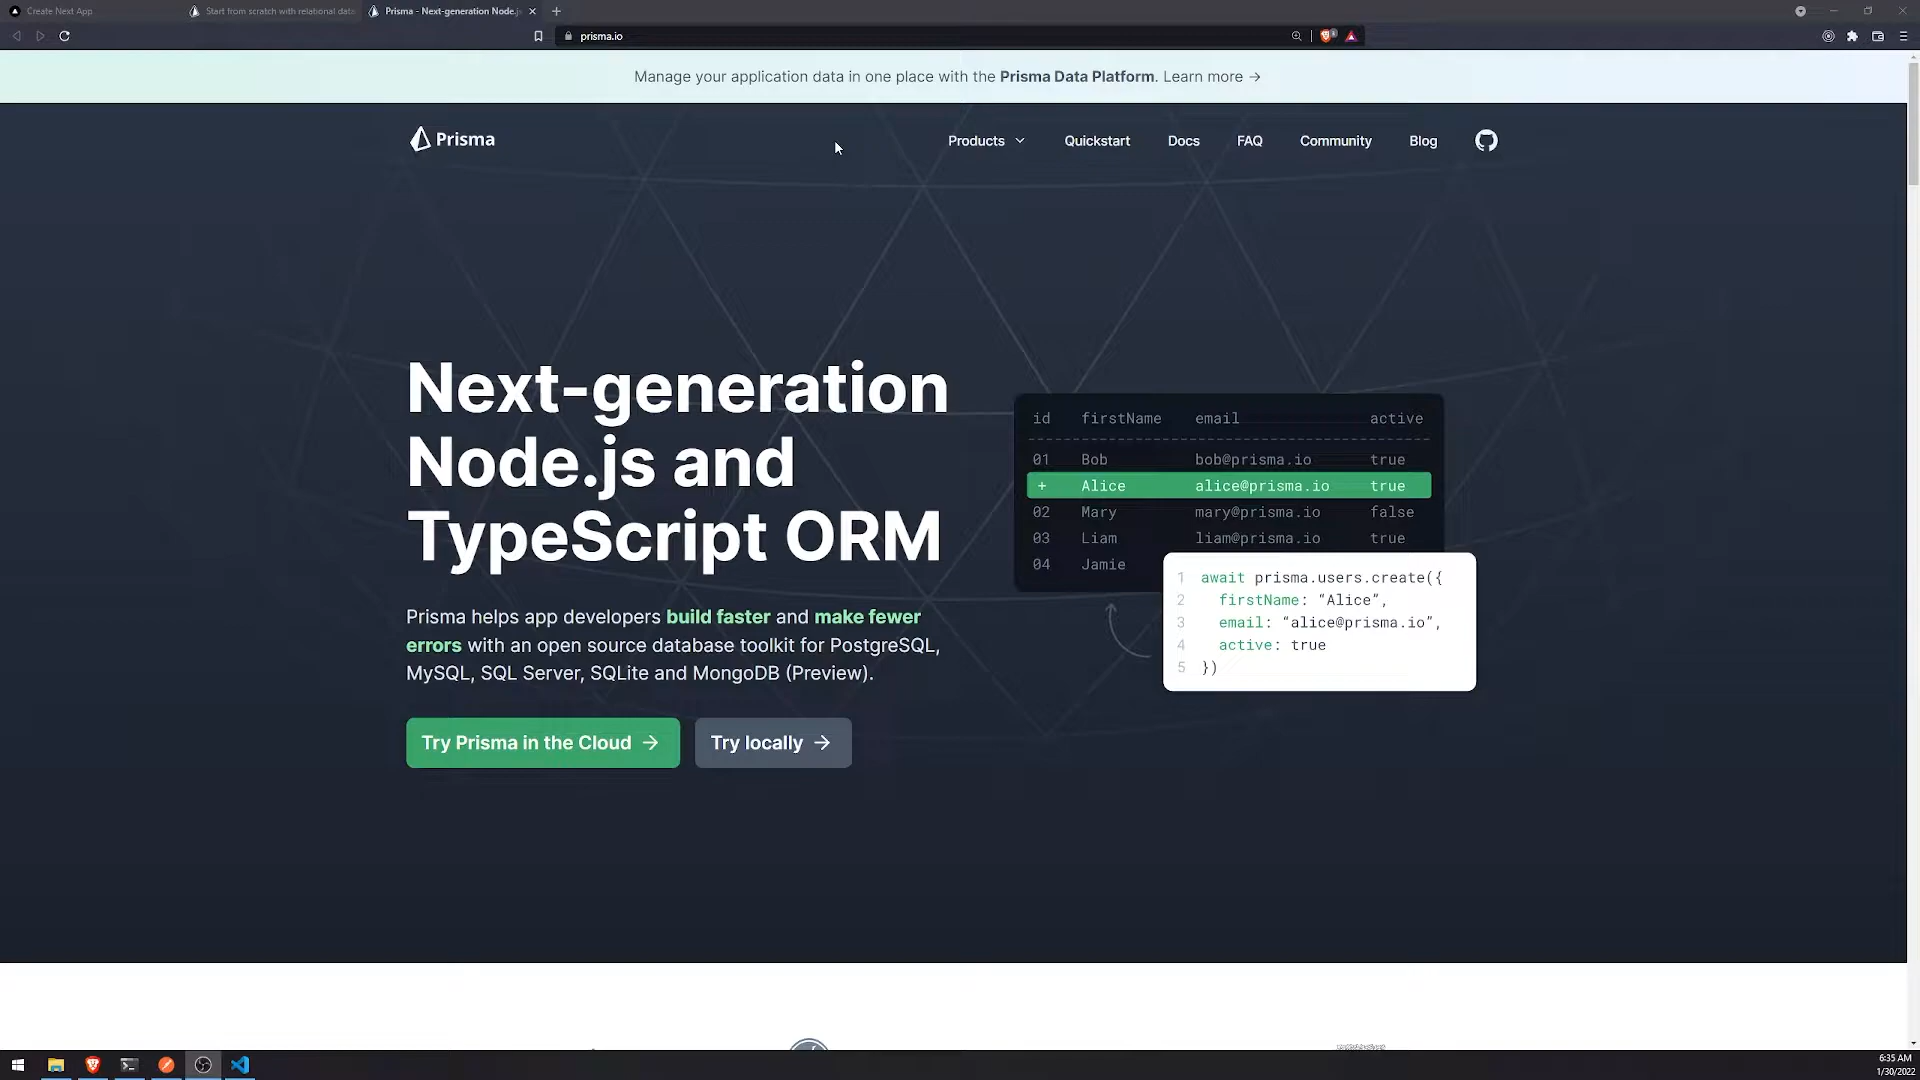 Create Next App
Start from scratch with relational data
Prisma - Next-generation Node.js
prisma.io
Manage your application data in one place with the Prisma Data Platform. Learn more →
Prisma
Products
Quickstart
Docs
FAQ
Community
Blog
Next-generation
Node.js and
TypeScript ORM
Prisma helps app developers build faster and make fewer
errors with an open source database toolkit for PostgreSQL,
MySQL, SQL Server, SQLite and MongoDB (Preview).
Try Prisma in the Cloud →
Try locally →
id firstName email active
01 Bob bob@prisma.io true
+ Alice alice@prisma.io true
02 Mary mary@prisma.io false
03 Liam liam@prisma.io true
04 Jamie
1 await prisma.users.create({
2 firstName: “Alice”,
3 email: “alice@prisma.io”,
4 active: true
5 })
6:35 AM
1/30/2022